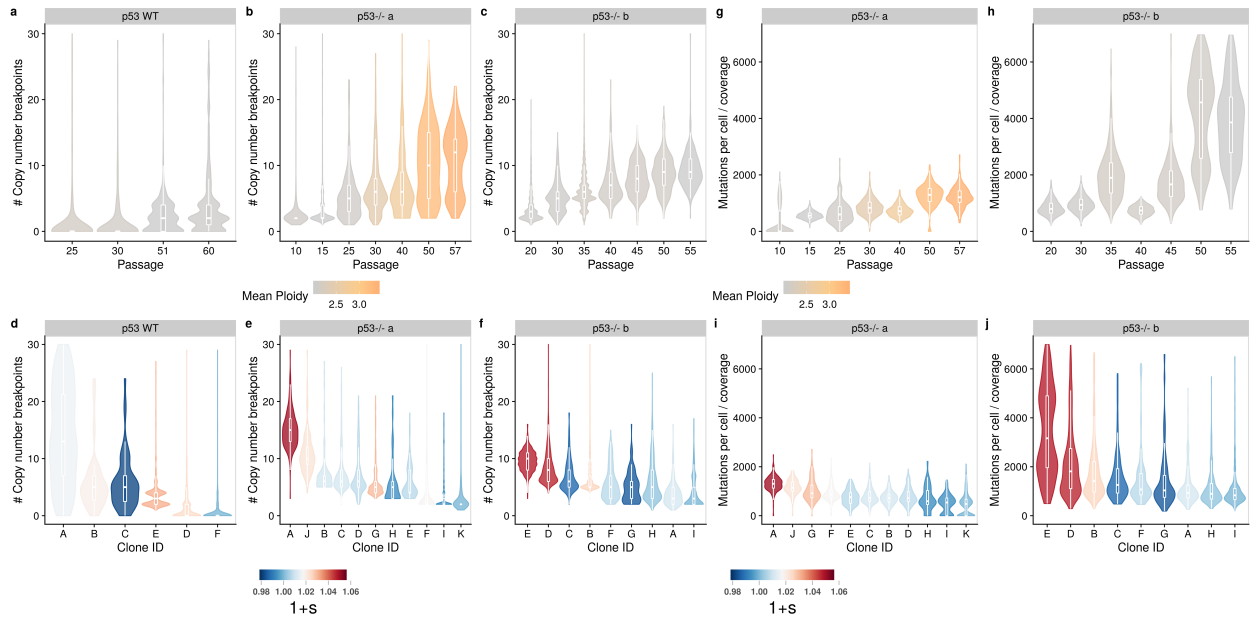 a
p53 WT
# Copy number breakpoints
30
20
10
0
25 30 51 60
Passage
b
p53-/- a
# Copy number breakpoints
30
20
10
0
10 15 25 30 40 50 57
Passage
c
p53-/- b
# Copy number breakpoints
30
20
10
0
20 30 35 40 45 50 55
Passage
Mean Ploidy
2.5 3.0
g
p53-/- a
Mutations per cell / coverage
6000
4000
2000
0
10 15 25 30 40 50 57
Passage
h
p53-/- b
Mutations per cell / coverage
6000
4000
2000
0
20 30 35 40 45 50 55
Passage
Mean Ploidy
2.5 3.0
d
p53 WT
# Copy number breakpoints
30
20
10
0
A B C E D F
Clone ID
e
p53-/- a
# Copy number breakpoints
30
20
10
0
A J B C D G H E F I K
Clone ID
f
p53-/- b
# Copy number breakpoints
30
20
10
0
E D C B F G H A I
Clone ID
0.98 1.00 1.02 1.04 1.06
1+s
i
p53-/- a
Mutations per cell / coverage
6000
4000
2000
0
A J G F E C B D H I K
Clone ID
j
p53-/- b
Mutations per cell / coverage
6000
4000
2000
0
E D B C F G A H I
Clone ID
0.98 1.00 1.02 1.04 1.06
1+s